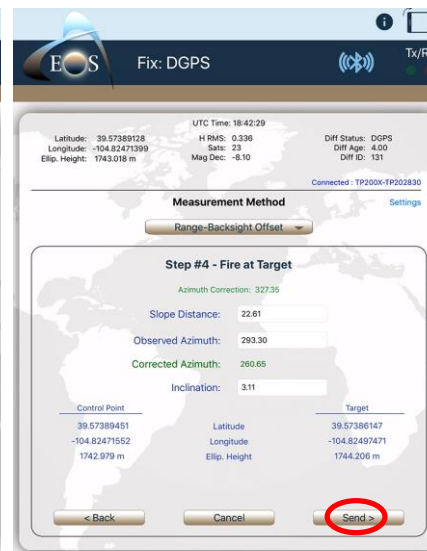 EOS
Fix: DGPS
Tx/R
UTC Time: 18:42:29
Latitude: 39.57389128
H RMS: 0.336
Diff Status: DGPS
Longitude: -104.82471399
Sats: 23
Diff Age: 4.00
Ellip. Height: 1743.018 m
Mag Dec: -8.10
Diff ID: 131
Connected : TP200X-TP202830
Measurement Method
Settings
Range-Backsight Offset
Step #4 - Fire at Target
Azimuth Correction: 327.35
Slope Distance: 22.61
Observed Azimuth: 293.30
Corrected Azimuth: 260.65
Inclination: 3.11
Control Point
Target
39.57389451 Latitude 39.57386147
-104.82471552 Longitude -104.82497471
1742.979 m Ellip. Height 1744.206 m
< Back
Cancel
Send >